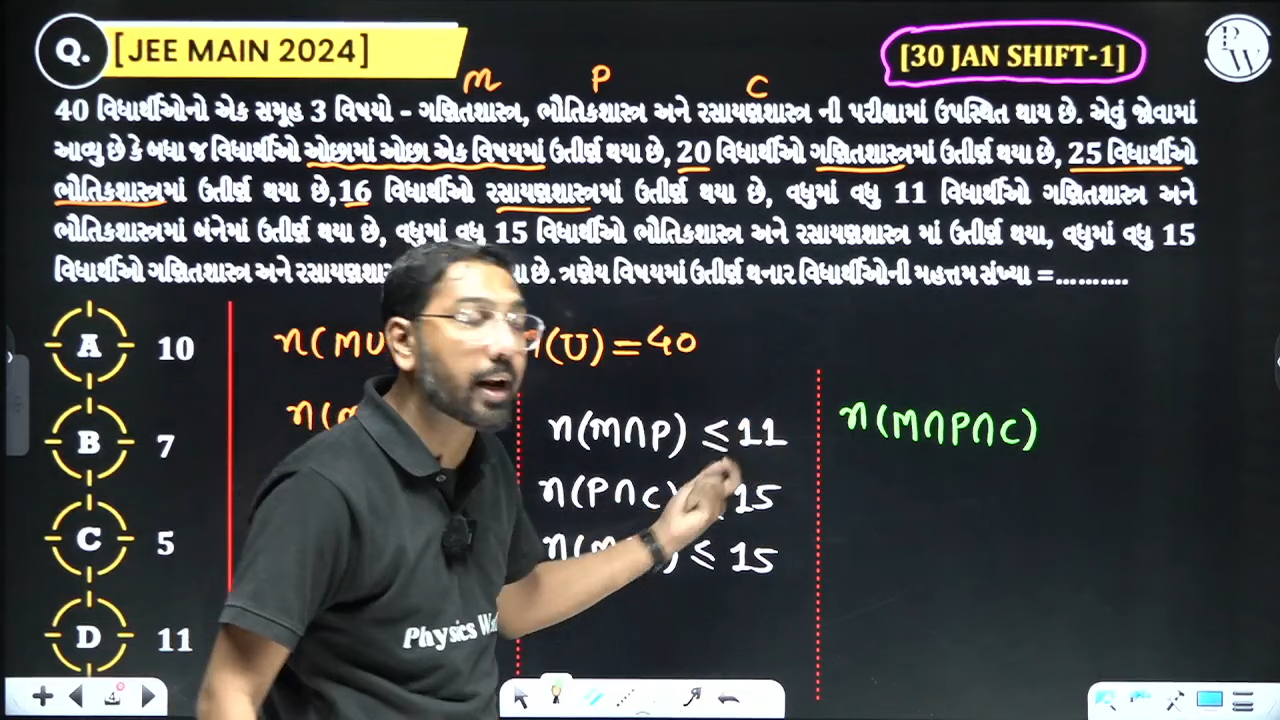 Q. [JEE MAIN 2024] [30 JAN SHIFT-1] PW
M P C
40 વિધાર્થીઓનો એક સમૂહ 3 વિષયો - ગણિતશાસ્ત્ર, ભૌતિકશાસ્ત્ર અને રસાયણશાસ્ત્ર ની પરીક્ષામાં ઉપસ્થિત થાય છે. એવું જોવામાં
આવ્યુ છે કે બધા જ વિધાર્થીઓ ઓછામાં ઓછા એક વિષયમાં ઉતીર્ણ થયા છે, 20 વિધાર્થીઓ ગણિતશાસ્ત્રમાં ઉતીર્ણ થયા છે, 25 વિધાર્થીઓ
ભૌતિકશાસ્ત્રમાં ઉતીર્ણ થયા છે,16 વિધાર્થીઓ રસાયણશાસ્ત્રમાં ઉતીર્ણ થયા છે, વધુમાં વધુ 11 વિધાર્થીઓ ગણિતશાસ્ત્ર અને
ભૌતિકશાસ્ત્રમાં બંનેમાં ઉતીર્ણ થયા છે, વધુમાં વધુ 15 વિધાર્થીઓ ભૌતિકશાસ્ત્ર અને રસાયણશાસ્ત્ર માં ઉતીર્ણ થયા, વધુમાં વધુ 15
વિધાર્થીઓ ગણિતશાસ્ત્ર અને છે. ત્રણેય વિષયમાં ઉતીર્ણ થનાર વિધાર્થીઓની મહત્તમ સંખ્યા =...........
A 10 n(MU (U) = 40
B 7 n(M∩P) ≤ 11 n(M∩P∩C)
n(P∩C) 15
C 5 ≤ 15
D 11
Physics